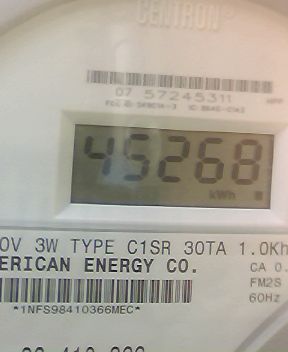 CENTRON
07 57245311
45268
kWh
0V 3W TYPE C1SR 30TA 1.0Kh
ERICAN ENERGY CO.
CA 0.
FM2S
60Hz
*1NFS98410366MEC*